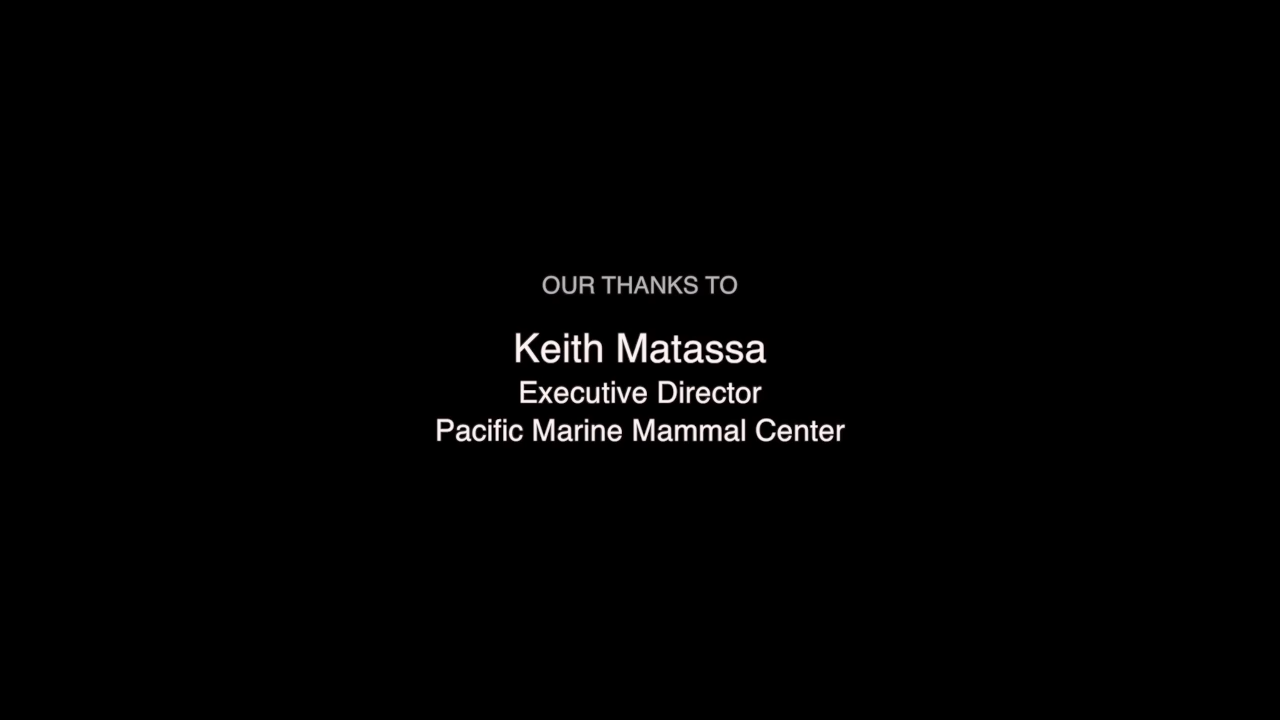 OUR THANKS TO
Keith Matassa
Executive Director
Pacific Marine Mammal Center